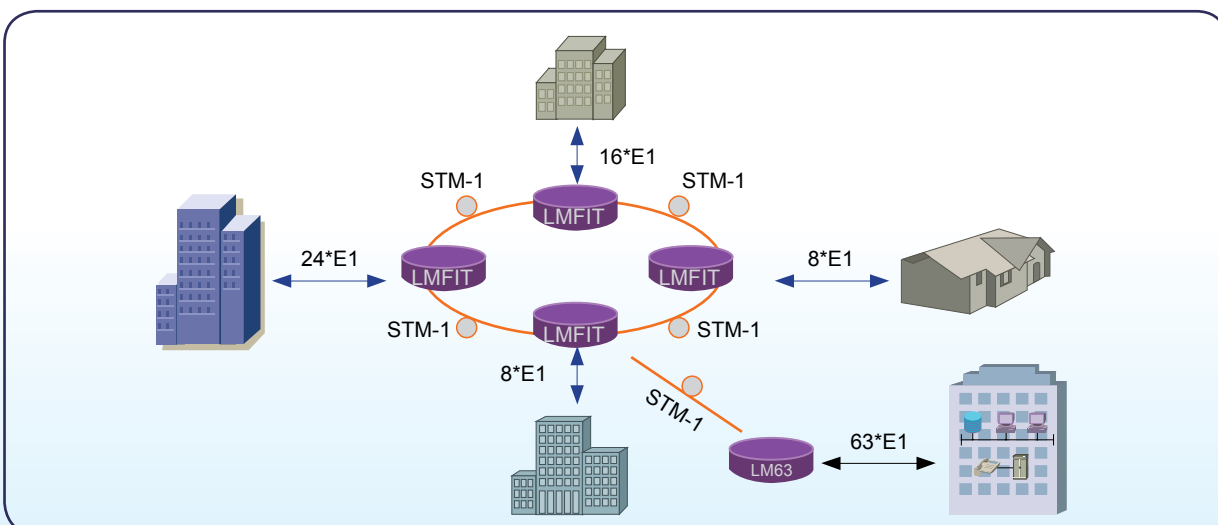 16*E1
STM-1
STM-1
LMFIT
24*E1
LMFIT
LMFIT
8*E1
STM-1
LMFIT
STM-1
8*E1
STM-1
LM63
63*E1